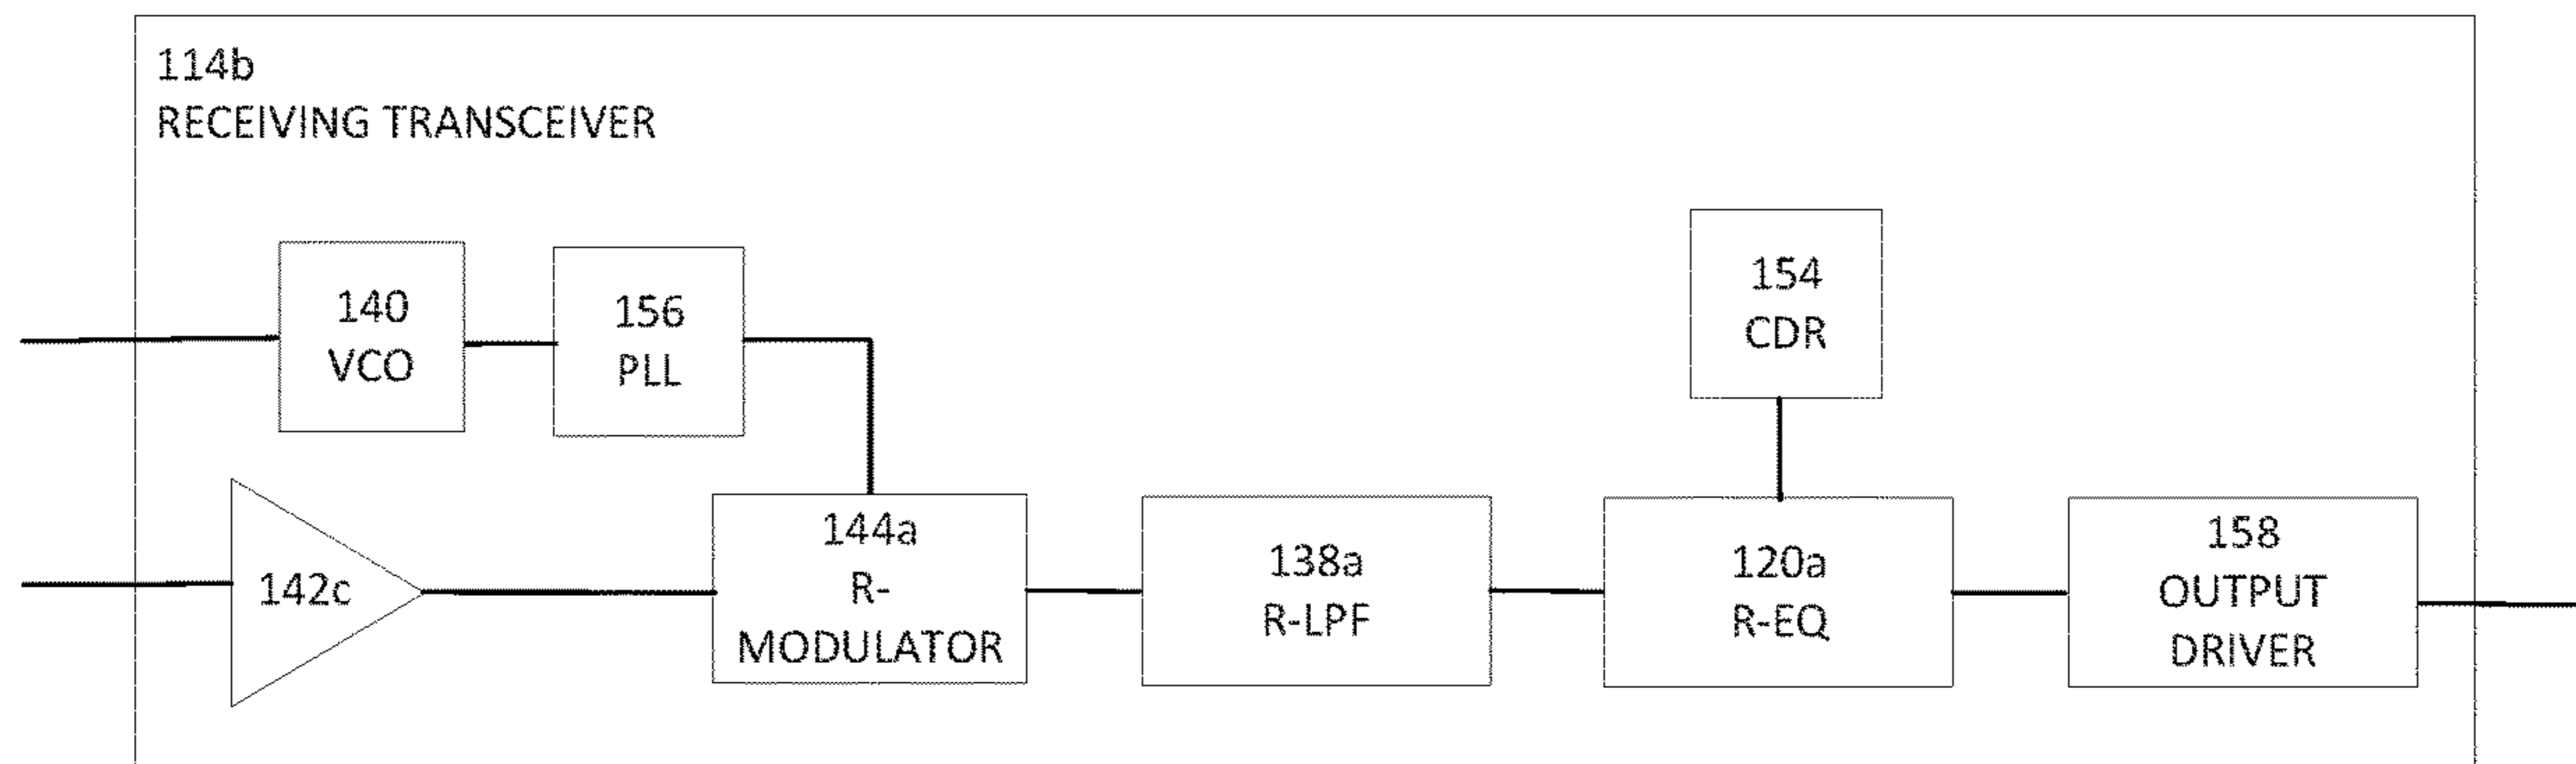 114b
RECEIVING TRANSCEIVER
140
VCO
156
PLL
154
CDR
142c
144a
R-
MODULATOR
138a
R-LPF
120a
R-EQ
158
OUTPUT
DRIVER